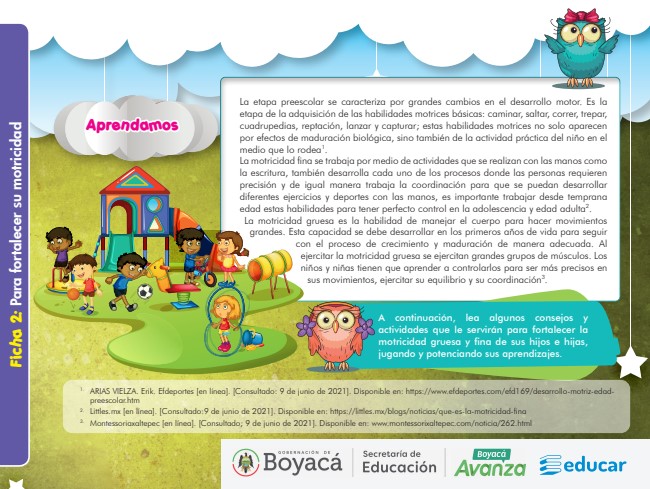 Ficha 2: Para fortalecer su motricidad
Aprendamos
La etapa preescolar se caracteriza por grandes cambios en el desarrollo motor. Es la
etapa de la adquisición de las habilidades motrices básicas: caminar, saltar, correr, trepar,
cuadrupedias, reptación, lanzar y capturar; estas habilidades motrices no solo aparecen
por efectos de maduración biológica, sino también de la actividad práctica del niño en el
medio que lo rodea¹.
La motricidad fina se trabaja por medio de actividades que se realizan con las manos como
la escritura, también desarrolla cada uno de los procesos donde las personas requieren
precisión y de igual manera trabaja la coordinación para que se puedan desarrollar
diferentes ejercicios y deportes con las manos, es importante trabajar desde temprana
edad estas habilidades para tener perfecto control en la adolescencia y edad adulta².
La motricidad gruesa es la habilidad de manejar el cuerpo para hacer movimientos
grandes. Esta capacidad se debe desarrollar en los primeros años de vida para seguir
con el proceso de crecimiento y maduración de manera adecuada. Al
ejercitar la motricidad gruesa se ejercitan grandes grupos de músculos. Los
niños y niñas tienen que aprender a controlarlos para ser más precisos en
sus movimientos, ejercitar su equilibrio y su coordinación³.
A continuación, lea algunos consejos y
actividades que le servirán para fortalecer la
motricidad gruesa y fina de sus hijos e hijas,
jugando y potenciando sus aprendizajes.
¹ ARIAS VIELZA. Erik. Efdeportes [en línea]. [Consultado: 9 de junio de 2021]. Disponible en: https://www.efdeportes.com/efd169/desarrollo-motriz-edad-
preescolar.htm
² Littles.mx [en línea]. [Consultado:9 de junio de 2021]. Disponible en: https://littles.mx/blogs/noticias/que-es-la-motricidad-fina
³ Montessoriaxaltepec [en línea]. [Consultado; 9 de junio de 2021]. Disponible en: www.montessorixaltepec.com/noticia/262.html
GOBERNACIÓN DE
Boyacá
Secretaría de
Educación
Boyacá
Avanza
educar